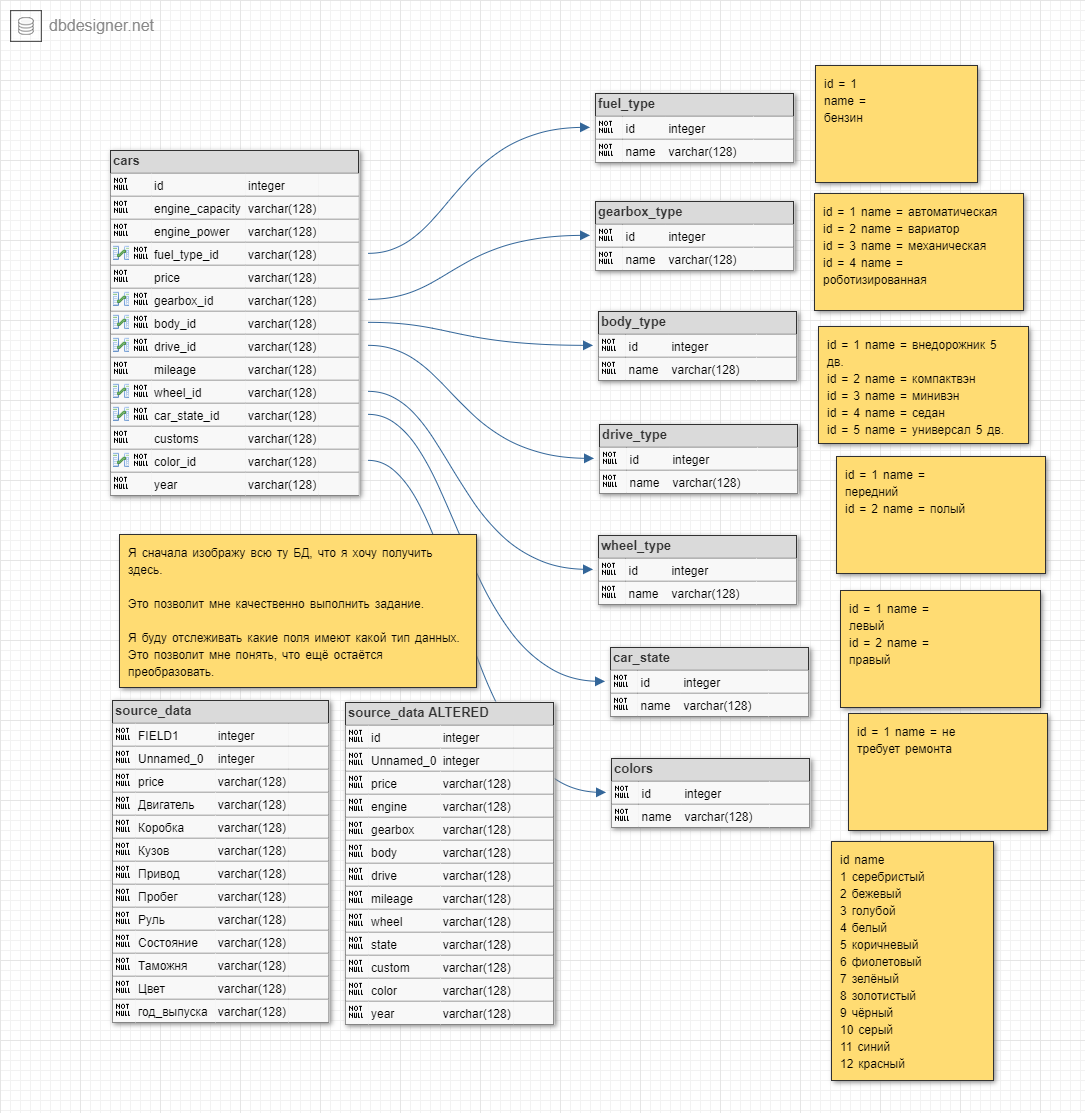 dbdesigner.net
cars
NOT NULL id integer
NOT NULL engine_capacity varchar(128)
NOT NULL engine_power varchar(128)
NOT NULL fuel_type_id varchar(128)
NOT NULL price varchar(128)
NOT NULL gearbox_id varchar(128)
NOT NULL body_id varchar(128)
NOT NULL drive_id varchar(128)
NOT NULL mileage varchar(128)
NOT NULL wheel_id varchar(128)
NOT NULL car_state_id varchar(128)
NOT NULL customs varchar(128)
NOT NULL color_id varchar(128)
NOT NULL year varchar(128)
fuel_type
NOT NULL id integer
NOT NULL name varchar(128)
id = 1
name =
бензин
gearbox_type
NOT NULL id integer
NOT NULL name varchar(128)
id = 1 name = автоматическая
id = 2 name = вариатор
id = 3 name = механическая
id = 4 name =
роботизированная
body_type
NOT NULL id integer
NOT NULL name varchar(128)
id = 1 name = внедорожник 5
дв.
id = 2 name = компактвэн
id = 3 name = минивэн
id = 4 name = седан
id = 5 name = универсал 5 дв.
drive_type
NOT NULL id integer
NOT NULL name varchar(128)
id = 1 name =
передний
id = 2 name = полый
wheel_type
NOT NULL id integer
NOT NULL name varchar(128)
id = 1 name =
левый
id = 2 name =
правый
car_state
NOT NULL id integer
NOT NULL name varchar(128)
id = 1 name = не
требует ремонта
colors
NOT NULL id integer
NOT NULL name varchar(128)
id name
1 серебристый
2 бежевый
3 голубой
4 белый
5 коричневый
6 фиолетовый
7 зелёный
8 золотистый
9 чёрный
10 серый
11 синий
12 красный
Я сначала изображу всю ту БД, что я хочу получить
здесь.
Это позволит мне качественно выполнить задание.
Я буду отслеживать какие поля имеют какой тип данных.
Это позволит мне понять, что ещё остаётся
преобразовать.
source_data
NOT NULL FIELD1 integer
NOT NULL Unnamed_0 integer
NOT NULL price varchar(128)
NOT NULL Двигатель varchar(128)
NOT NULL Коробка varchar(128)
NOT NULL Кузов varchar(128)
NOT NULL Привод varchar(128)
NOT NULL Пробег varchar(128)
NOT NULL Руль varchar(128)
NOT NULL Состояние varchar(128)
NOT NULL Таможня varchar(128)
NOT NULL Цвет varchar(128)
NOT NULL год_выпуска varchar(128)
source_data ALTERED
NOT NULL id integer
NOT NULL Unnamed_0 integer
NOT NULL price varchar(128)
NOT NULL engine varchar(128)
NOT NULL gearbox varchar(128)
NOT NULL body varchar(128)
NOT NULL drive varchar(128)
NOT NULL mileage varchar(128)
NOT NULL wheel varchar(128)
NOT NULL state varchar(128)
NOT NULL custom varchar(128)
NOT NULL color varchar(128)
NOT NULL year varchar(128)